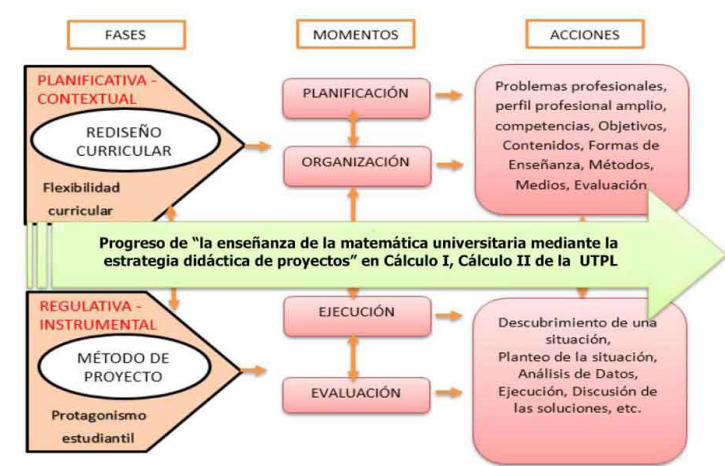 FASES
MOMENTOS
ACCIONES
PLANIFICATIVA -
CONTEXTUAL
REDISEÑO
CURRICULAR
Flexibilidad
curricular
PLANIFICACIÓN
ORGANIZACIÓN
Problemas profesionales,
perfil profesional amplio,
competencias, Objetivos,
Contenidos, Formas de
Enseñanza, Métodos,
Medios, Evaluación
Progreso de “la enseñanza de la matemática universitaria mediante la
estrategia didáctica de proyectos” en Cálculo I, Cálculo II de la UTPL
REGULATIVA -
INSTRUMENTAL
MÉTODO DE
PROYECTO
Protagonismo
estudiantil
EJECUCIÓN
EVALUACIÓN
Descubrimiento de una
situación,
Planteo de la situación,
Análisis de Datos,
Ejecución, Discusión de
las soluciones, etc.